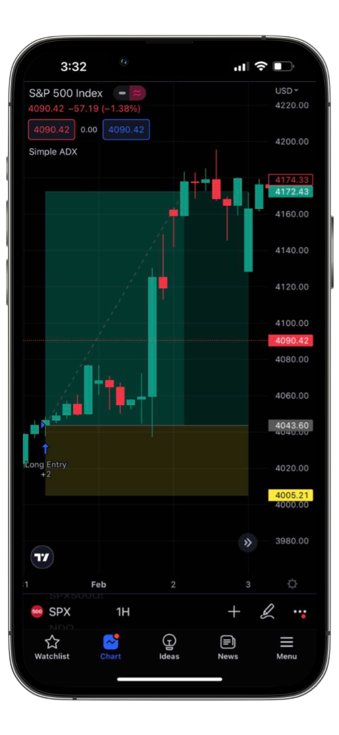 3:32
S&P 500 Index
USD
4090.42 −57.19 (−1.38%)
4090.42 0.00 4090.42
Simple ADX
4220.00
4200.00
4174.33
4172.43
4160.00
4140.00
4120.00
4100.00
4090.42
4080.00
4060.00
4043.60
4040.00
4020.00
4005.21
4000.00
3980.00
Long Entry
+2
1 Feb 2 3
500 SPX 1H
Watchlist Chart Ideas News Menu